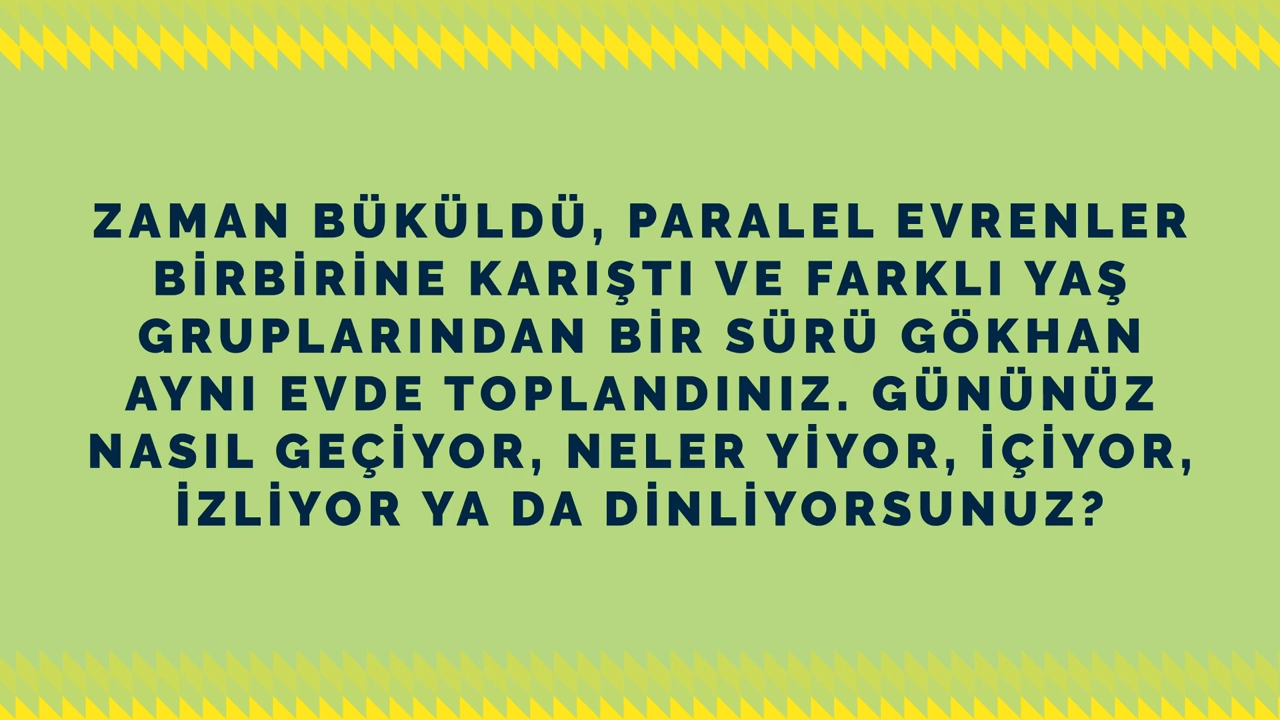 ZAMAN BÜKÜLDÜ, PARALEL EVRENLER
BİRBİRİNE KARIŞTI VE FARKLI YAŞ
GRUPLARINDAN BİR SÜRÜ GÖKHAN
AYNI EVDE TOPLANDINIZ. GÜNÜNÜZ
NASIL GEÇİYOR, NELER YİYOR, İÇİYOR,
İZLİYOR YA DA DİNLİYORSUNUZ?